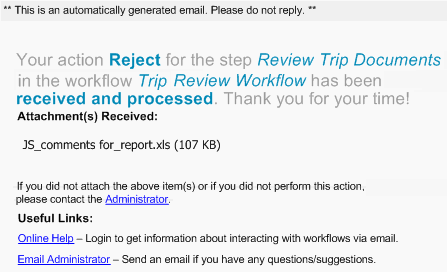 ** This is an automatically generated email. Please do not reply. **
Your action Reject for the step Review Trip Documents
in the workflow Trip Review Workflow has been
received and processed. Thank you for your time!
Attachment(s) Received:
JS_comments for_report.xls (107 KB)
If you did not attach the above item(s) or if you did not perform this action,
please contact the Administrator.
Useful Links:
Online Help – Login to get information about interacting with workflows via email.
Email Administrator – Send an email if you have any questions/suggestions.